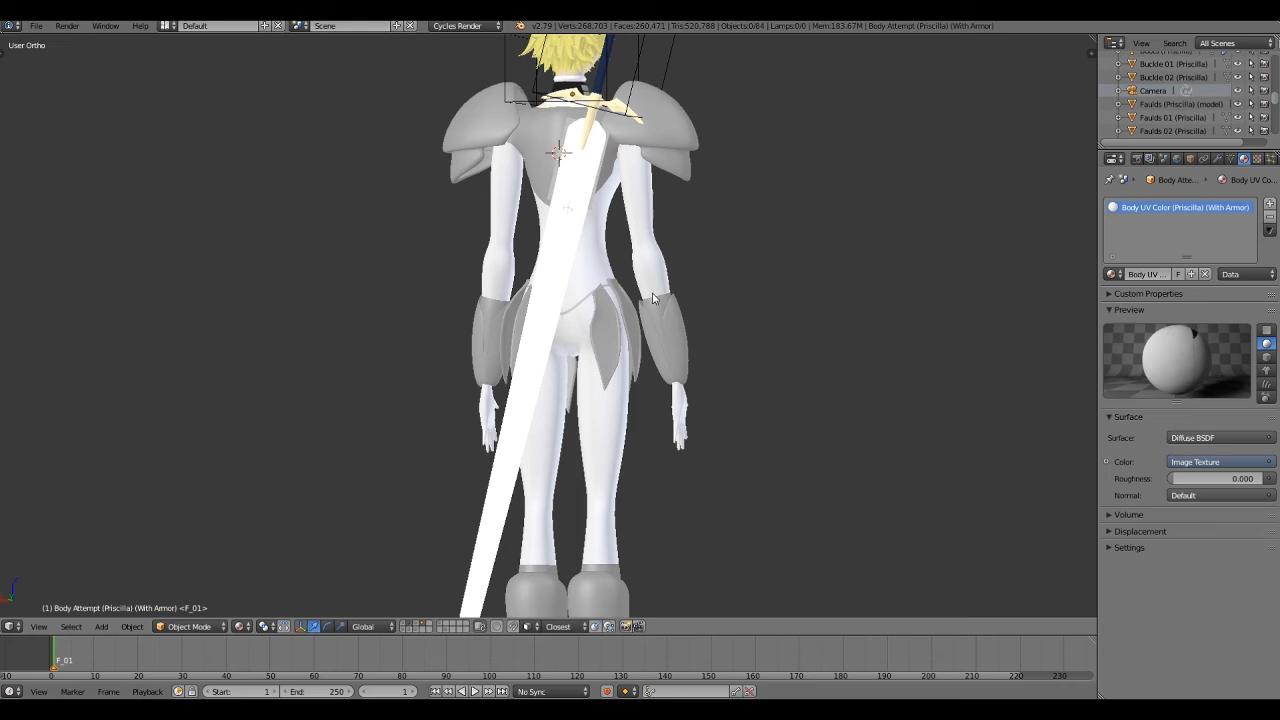 File Render Window Help Default Scene Cycles Render v2.79 | Verts:268,703 | Faces:260,471 | Tris:520,788 | Objects:0/84 | Lamps:0/0 | Mem:183.67M | Body Attempt (Priscilla) (With Armor)
User Ortho
View Search All Scenes
Buckle 01 (Priscilla)
Buckle 02 (Priscilla)
Camera
Faulds (Priscilla) (model)
Faulds 01 (Priscilla)
Faulds 02 (Priscilla)
Body Atte... Body UV Co...
Body UV Color (Priscilla) (With Armor)
Body UV ... F Data
Custom Properties
Preview
Surface
Surface: Diffuse BSDF
Color: Image Texture
Roughness: 0.000
Normal: Default
Volume
Displacement
Settings
(1) Body Attempt (Priscilla) (With Armor) <F_01>
View Select Add Object Object Mode Global Closest
F_01
-10 0 10 20 30 40 50 60 70 80 90 100 110 120 130 140 150 160 170 180 190 200 210 220 230
View Marker Frame Playback Start: 1 End: 250 1 No Sync